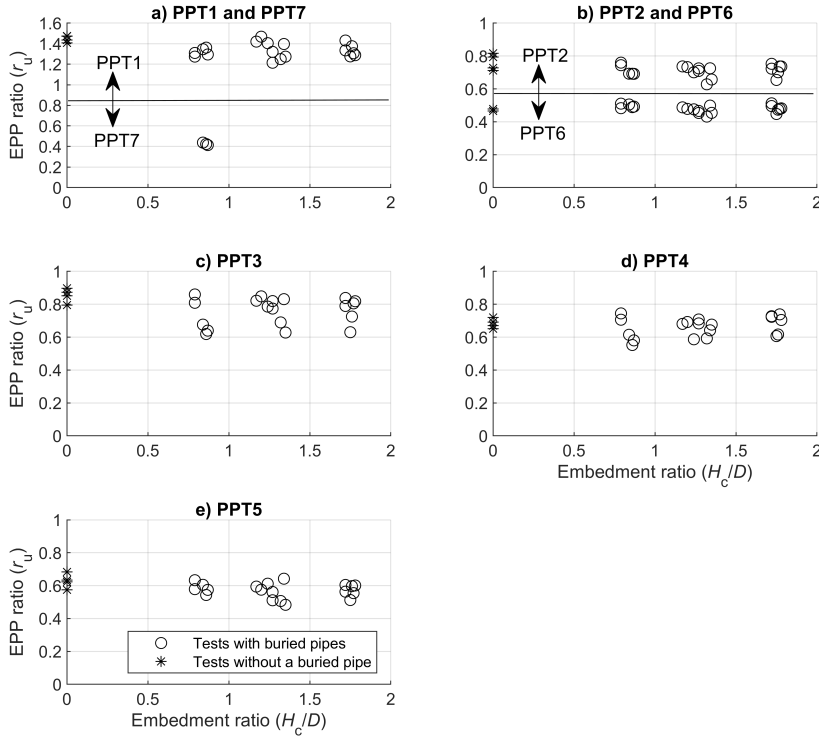 a) PPT1 and PPT7
EPP ratio (ru)
1.6
1.4
1.2
1
0.8
0.6
0.4
0.2
0
PPT1
PPT7
0 0.5 1 1.5 2
b) PPT2 and PPT6
1
0.8
0.6
0.4
0.2
0
PPT2
PPT6
0 0.5 1 1.5 2
c) PPT3
EPP ratio (ru)
1
0.8
0.6
0.4
0.2
0
0 0.5 1 1.5 2
d) PPT4
1
0.8
0.6
0.4
0.2
0
0 0.5 1 1.5 2
Embedment ratio (Hc/D)
e) PPT5
EPP ratio (ru)
1
0.8
0.6
0.4
0.2
0
Tests with buried pipes
Tests without a buried pipe
0 0.5 1 1.5 2
Embedment ratio (Hc/D)